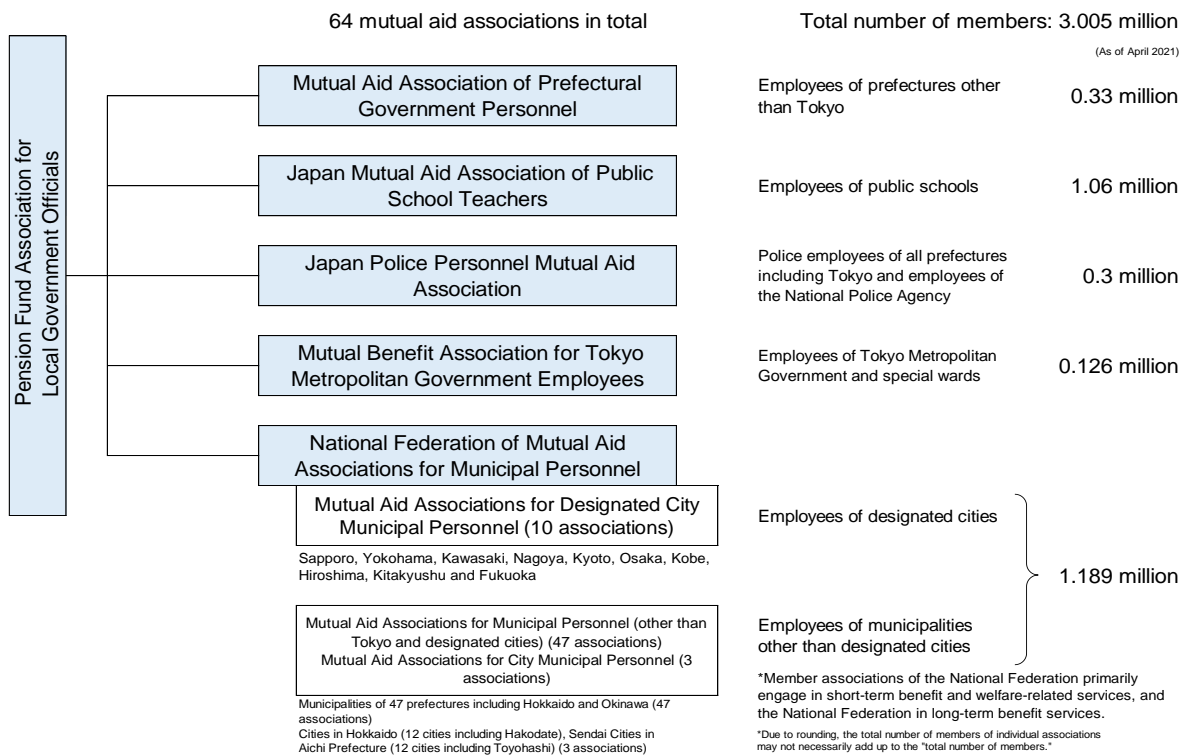 64 mutual aid associations in total
Total number of members: 3.005 million
(As of April 2021)
Pension Fund Association for
Local Government Officials
Mutual Aid Association of Prefectural
Government Personnel
Employees of prefectures other
than Tokyo
0.33 million
Japan Mutual Aid Association of Public
School Teachers
Employees of public schools
1.06 million
Japan Police Personnel Mutual Aid
Association
Police employees of all prefectures
including Tokyo and employees of
the National Police Agency
0.3 million
Mutual Benefit Association for Tokyo
Metropolitan Government Employees
Employees of Tokyo Metropolitan
Government and special wards
0.126 million
National Federation of Mutual Aid
Associations for Municipal Personnel
Mutual Aid Associations for Designated City
Municipal Personnel (10 associations)
Employees of designated cities
Sapporo, Yokohama, Kawasaki, Nagoya, Kyoto, Osaka, Kobe,
Hiroshima, Kitakyushu and Fukuoka
1.189 million
Mutual Aid Associations for Municipal Personnel (other than
Tokyo and designated cities) (47 associations)
Mutual Aid Associations for City Municipal Personnel (3
associations)
Employees of municipalities
other than designated cities
Municipalities of 47 prefectures including Hokkaido and Okinawa (47
associations)
Cities in Hokkaido (12 cities including Hakodate), Sendai Cities in
Aichi Prefecture (12 cities including Toyohashi) (3 associations)
*Member associations of the National Federation primarily
engage in short-term benefit and welfare-related services, and
the National Federation in long-term benefit services.
*Due to rounding, the total number of members of individual associations
may not necessarily add up to the "total number of members."